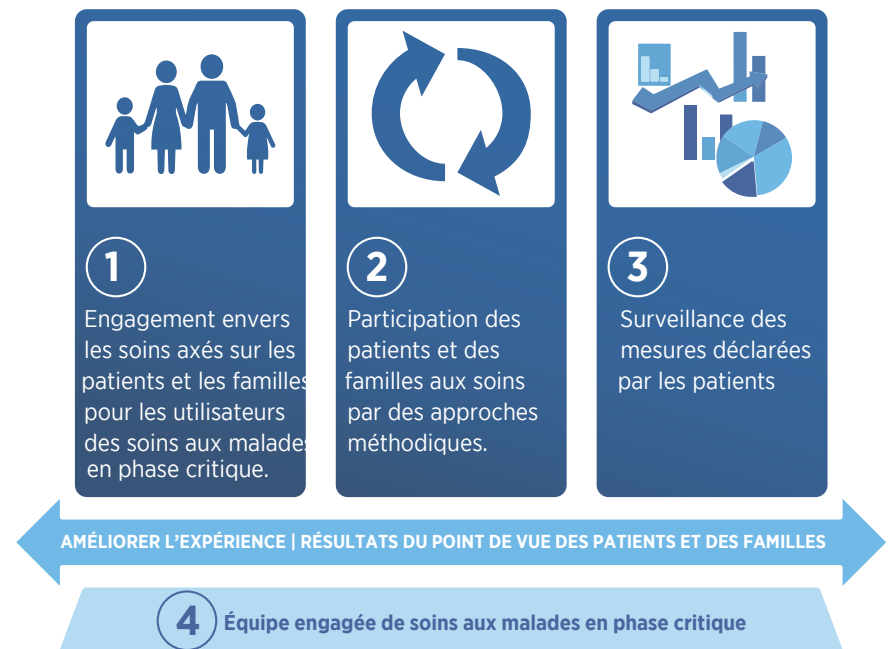 1
Engagement envers
les soins axés sur les
patients et les familles
pour les utilisateurs
des soins aux malades
en phase critique.
2
Participation des
patients et des
familles aux soins
par des approches
méthodiques.
3
Surveillance des
mesures déclarées
par les patients
AMÉLIORER L’EXPÉRIENCE | RÉSULTATS DU POINT DE VUE DES PATIENTS ET DES FAMILLES
4 Équipe engagée de soins aux malades en phase critique